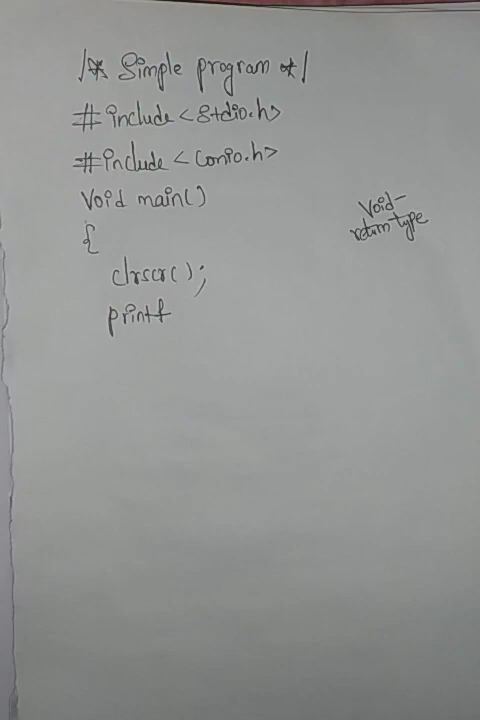 /* Simple program */
#include<stdio.h>
#include<conio.h>
Void main()
{
clrscr();
printf
Void-
return type